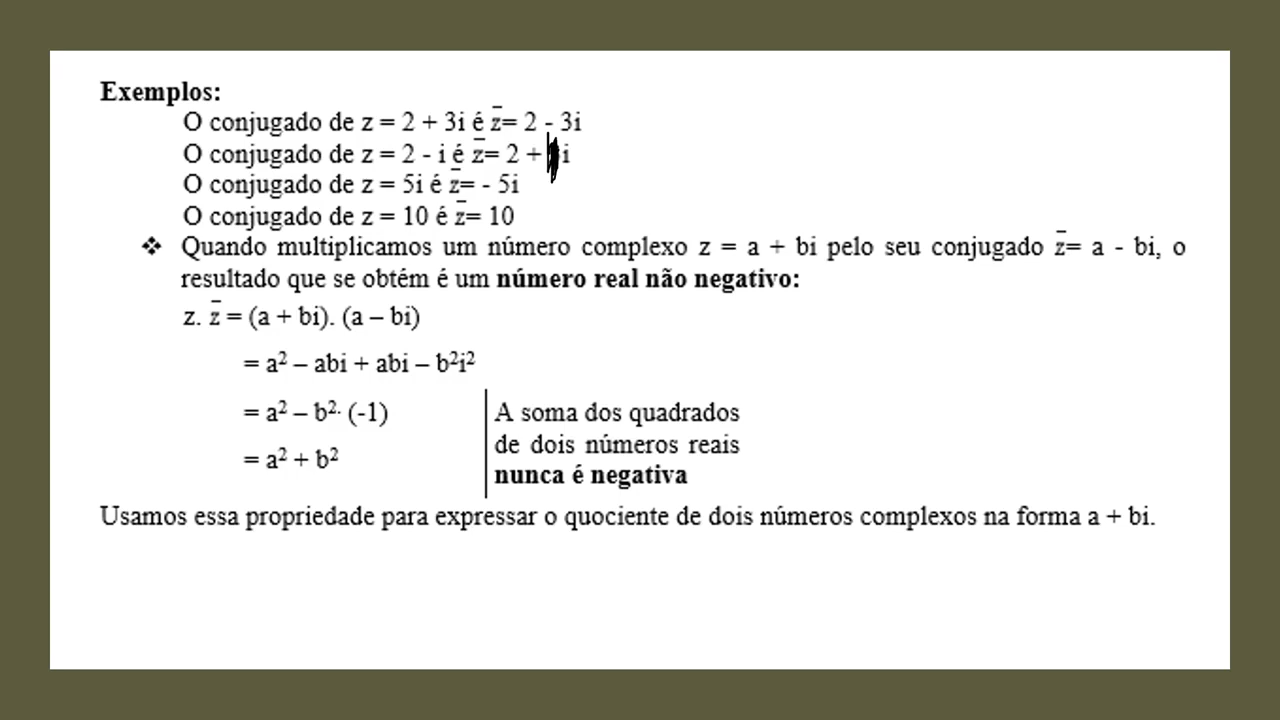 Exemplos:
O conjugado de z = 2 + 3i é z̄= 2 - 3i
O conjugado de z = 2 - i é z̄= 2 + i
O conjugado de z = 5i é z̄= - 5i
O conjugado de z = 10 é z̄= 10
❖ Quando multiplicamos um número complexo z = a + bi pelo seu conjugado z̄= a - bi, o
resultado que se obtém é um número real não negativo:
z. z̄ = (a + bi). (a – bi)
= a² – abi + abi – b²i²
= a² – b²· (-1)
= a² + b²
A soma dos quadrados
de dois números reais
nunca é negativa
Usamos essa propriedade para expressar o quociente de dois números complexos na forma a + bi.